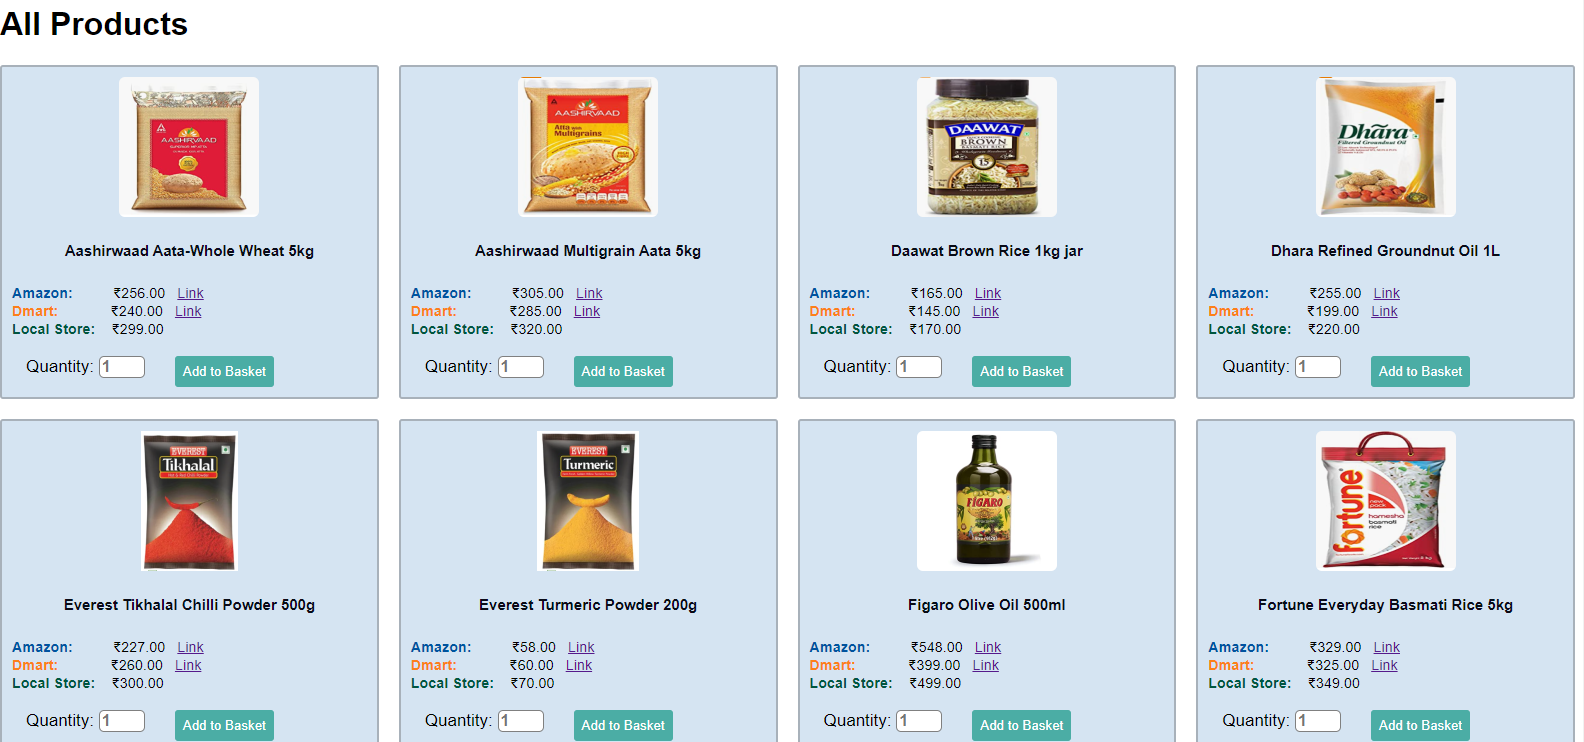 All Products
AASHIRVAAD
AASHIRVAAD
Atta with
Multigrains
DAAWAT
BROWN
BASMATI RICE
15
Dhāra
Filtered Groundnut Oil
Aashirwaad Aata-Whole Wheat 5kg
Aashirwaad Multigrain Aata 5kg
Daawat Brown Rice 1kg jar
Dhara Refined Groundnut Oil 1L
Amazon: ₹256.00 Link
Dmart: ₹240.00 Link
Local Store: ₹299.00
Quantity: 1 Add to Basket
Amazon: ₹305.00 Link
Dmart: ₹285.00 Link
Local Store: ₹320.00
Quantity: 1 Add to Basket
Amazon: ₹165.00 Link
Dmart: ₹145.00 Link
Local Store: ₹170.00
Quantity: 1 Add to Basket
Amazon: ₹255.00 Link
Dmart: ₹199.00 Link
Local Store: ₹220.00
Quantity: 1 Add to Basket
EVEREST
Tikhalal
EVEREST
Turmeric
FIGARO
fortune
new
pack
hamesha
basmati
rice
Everest Tikhalal Chilli Powder 500g
Everest Turmeric Powder 200g
Figaro Olive Oil 500ml
Fortune Everyday Basmati Rice 5kg
Amazon: ₹227.00 Link
Dmart: ₹260.00 Link
Local Store: ₹300.00
Quantity: 1 Add to Basket
Amazon: ₹58.00 Link
Dmart: ₹60.00 Link
Local Store: ₹70.00
Quantity: 1 Add to Basket
Amazon: ₹548.00 Link
Dmart: ₹399.00 Link
Local Store: ₹499.00
Quantity: 1 Add to Basket
Amazon: ₹329.00 Link
Dmart: ₹325.00 Link
Local Store: ₹349.00
Quantity: 1 Add to Basket